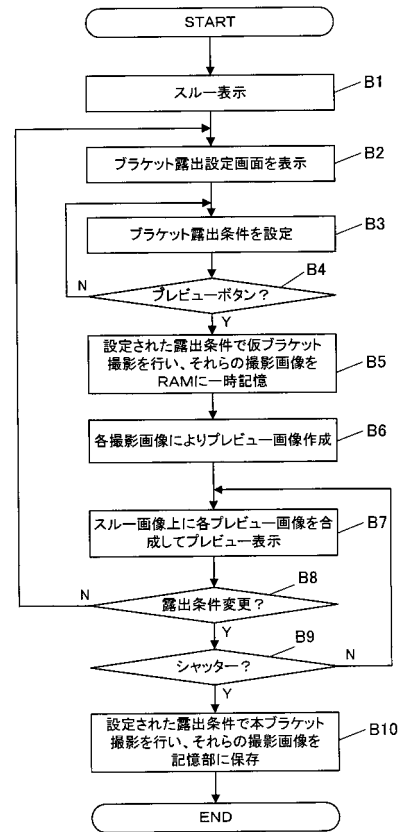 START
スルー表示
B1
ブラケット露出設定画面を表示
B2
ブラケット露出条件を設定
B3
プレビューボタン？
B4
N
Y
設定された露出条件で仮ブラケット
撮影を行い、それらの撮影画像を
RAMに一時記憶
B5
各撮影画像によりプレビュー画像作成
B6
スルー画像上に各プレビュー画像を合
成してプレビュー表示
B7
露出条件変更？
B8
N
Y
シャッター？
B9
N
Y
設定された露出条件で本ブラケット
撮影を行い、それらの撮影画像を
記憶部に保存
B10
END